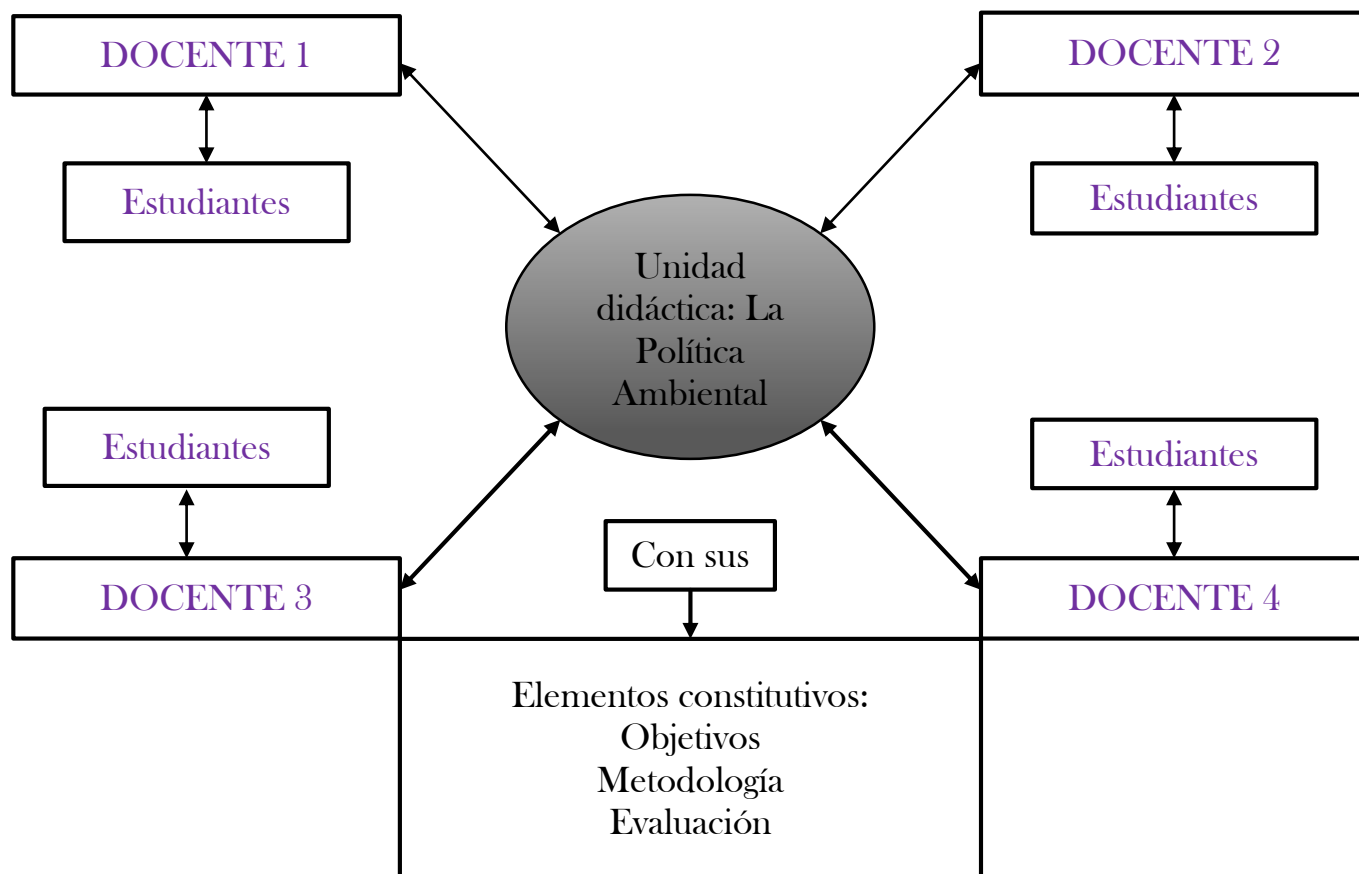 DOCENTE 1
DOCENTE 2
Estudiantes
Estudiantes
Unidad
didáctica: La
Política
Ambiental
Estudiantes
Estudiantes
Con sus
DOCENTE 3
DOCENTE 4
Elementos constitutivos:
Objetivos
Metodología
Evaluación